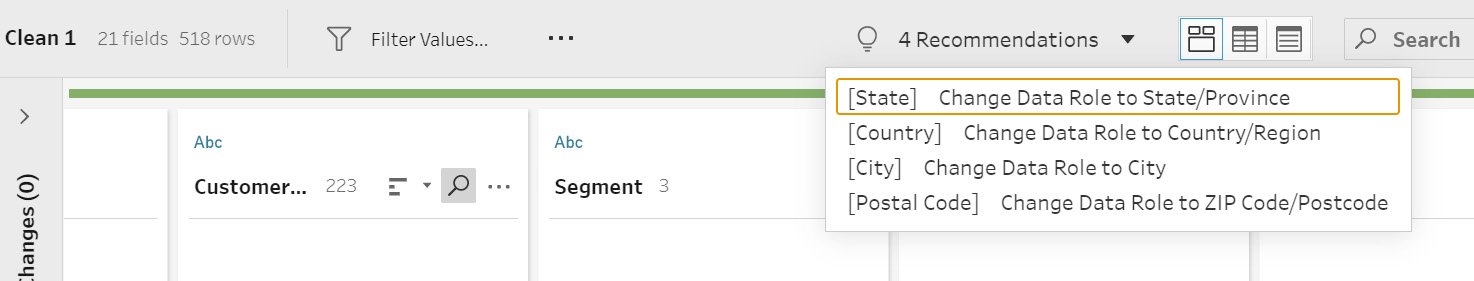 Clean 1 21 fields 518 rows Filter Values... ... 4 Recommendations Search
[State] Change Data Role to State/Province
[Country] Change Data Role to Country/Region
[City] Change Data Role to City
[Postal Code] Change Data Role to ZIP Code/Postcode
Abc Abc
Customer... 223 ... Segment 3
Changes (0)